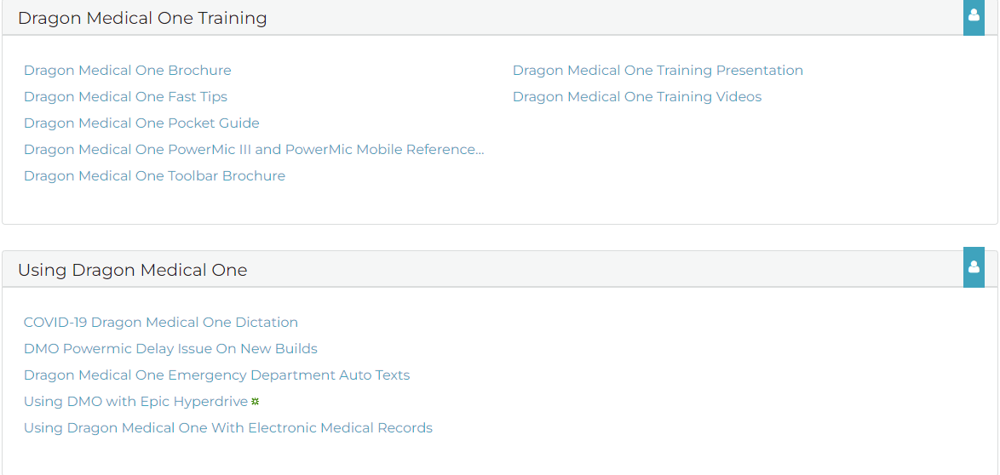 Dragon Medical One Training
Dragon Medical One Brochure
Dragon Medical One Fast Tips
Dragon Medical One Pocket Guide
Dragon Medical One PowerMic III and PowerMic Mobile Reference...
Dragon Medical One Toolbar Brochure
Dragon Medical One Training Presentation
Dragon Medical One Training Videos
Using Dragon Medical One
COVID-19 Dragon Medical One Dictation
DMO Powermic Delay Issue On New Builds
Dragon Medical One Emergency Department Auto Texts
Using DMO with Epic Hyperdrive
Using Dragon Medical One With Electronic Medical Records